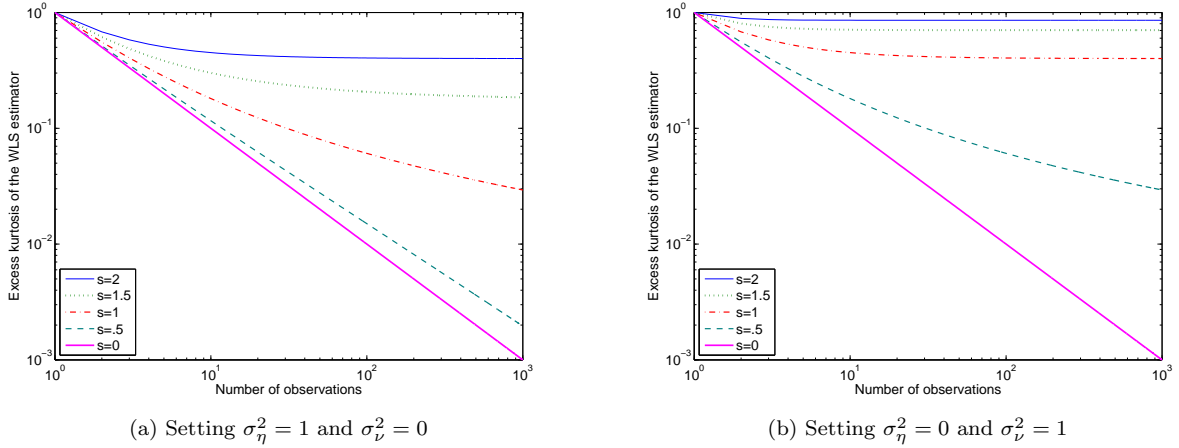 10^0
10^-1
10^-2
10^-3
10^0
10^1
10^2
10^3
Excess kurtosis of the WLS estimator
Number of observations
s=2
s=1.5
s=1
s=.5
s=0
(a) Setting σ_η^2 = 1 and σ_ν^2 = 0
10^0
10^-1
10^-2
10^-3
10^0
10^1
10^2
10^3
Excess kurtosis of the WLS estimator
Number of observations
s=2
s=1.5
s=1
s=.5
s=0
(b) Setting σ_η^2 = 0 and σ_ν^2 = 1